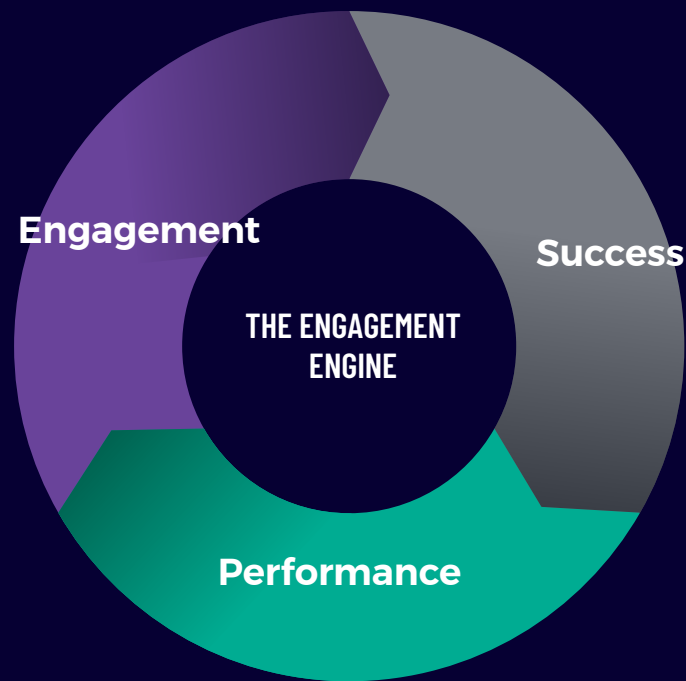 Engagement
Success
THE ENGAGEMENT
ENGINE
Performance